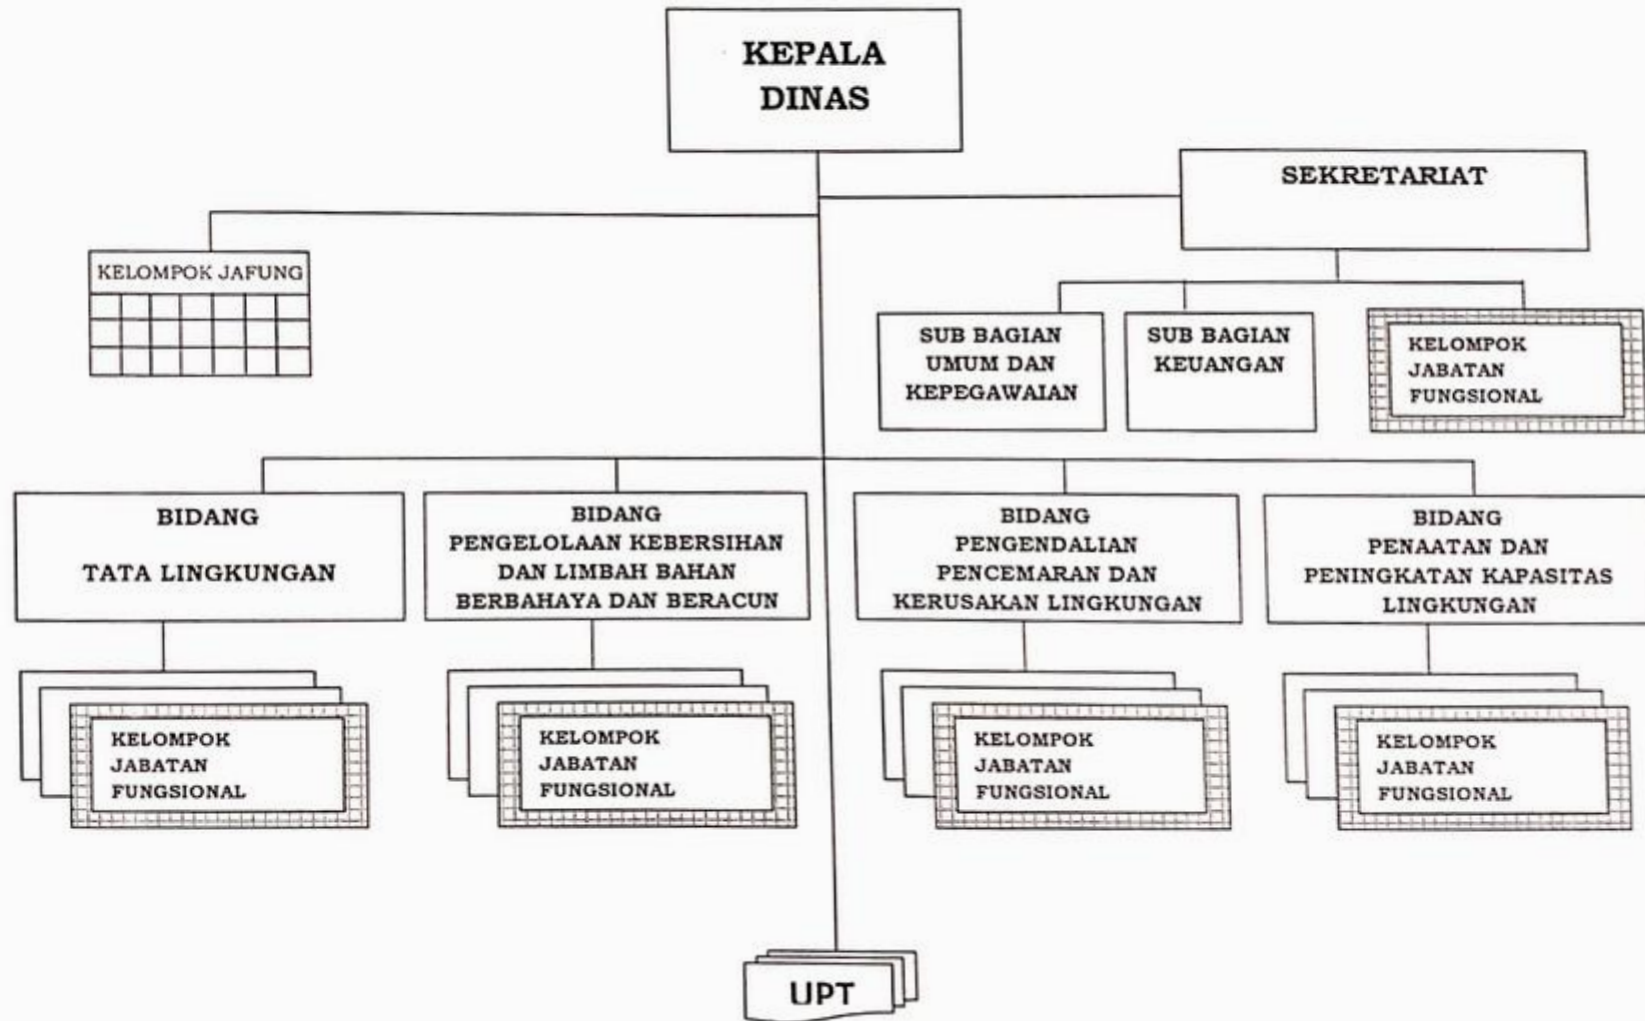 KEPALA
DINAS
SEKRETARIAT
KELOMPOK JAFUNG
SUB BAGIAN
UMUM DAN
KEPEGAWAIAN
SUB BAGIAN
KEUANGAN
KELOMPOK
JABATAN
FUNGSIONAL
BIDANG
TATA LINGKUNGAN
BIDANG
PENGELOLAAN KEBERSIHAN
DAN LIMBAH BAHAN
BERBAHAYA DAN BERACUN
BIDANG
PENGENDALIAN
PENCEMARAN DAN
KERUSAKAN LINGKUNGAN
BIDANG
PENAATAN DAN
PENINGKATAN KAPASITAS
LINGKUNGAN
KELOMPOK
JABATAN
FUNGSIONAL
KELOMPOK
JABATAN
FUNGSIONAL
KELOMPOK
JABATAN
FUNGSIONAL
KELOMPOK
JABATAN
FUNGSIONAL
UPT